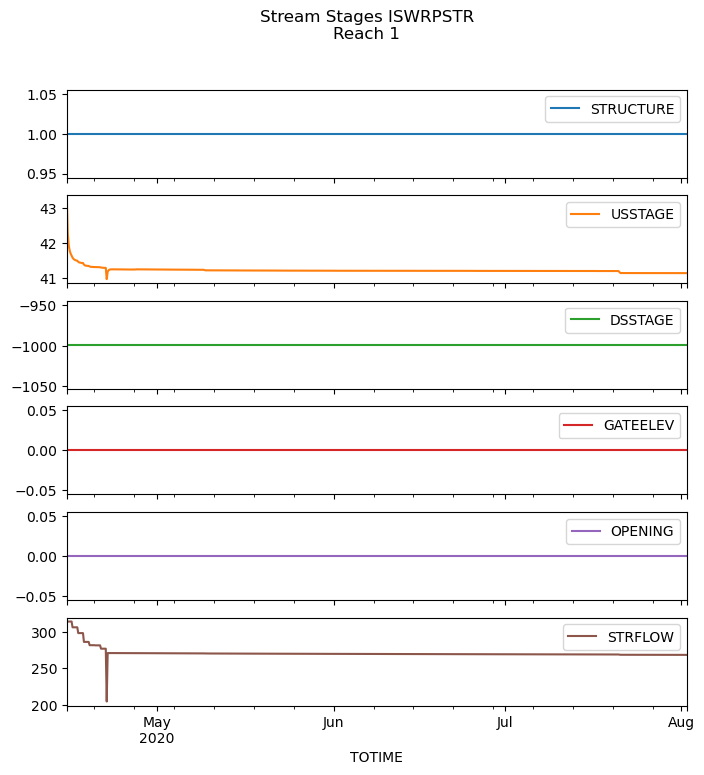 Stream Stages ISWRPSTR
Reach 1
1.05
1.00
0.95
STRUCTURE
43
42
41
USSTAGE
−950
−1000
−1050
DSSTAGE
0.05
0.00
−0.05
GATEELEV
0.05
0.00
−0.05
OPENING
300
250
200
STRFLOW
May
2020
Jun
Jul
Aug
TOTIME